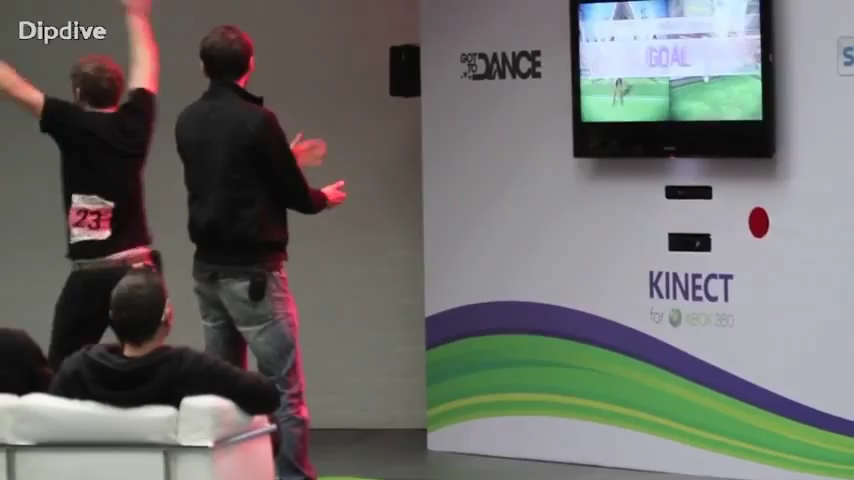 Dipdive
GOT TO DANCE
GOAL
S
23
KINECT
for XBOX 360